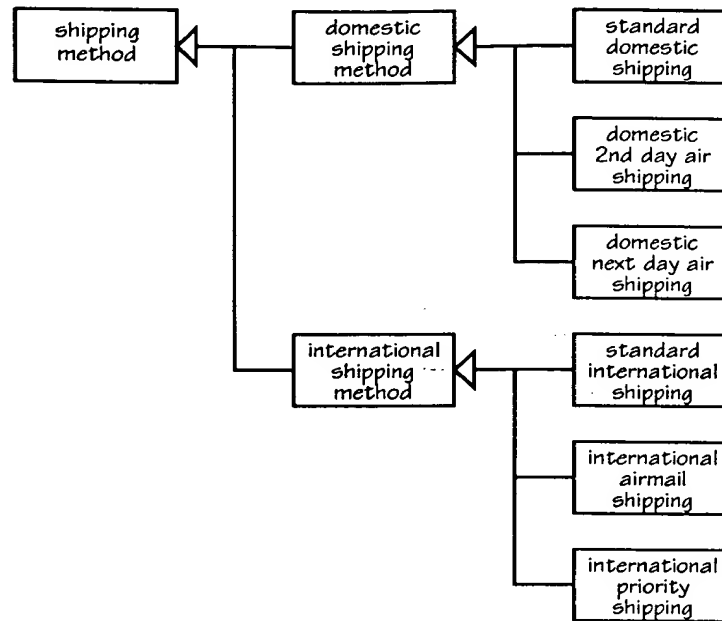 shipping
method
domestic
shipping
method
standard
domestic
shipping
domestic
2nd day air
shipping
domestic
next day air
shipping
international
shipping
method
standard
international
shipping
international
airmail
shipping
international
priority
shipping